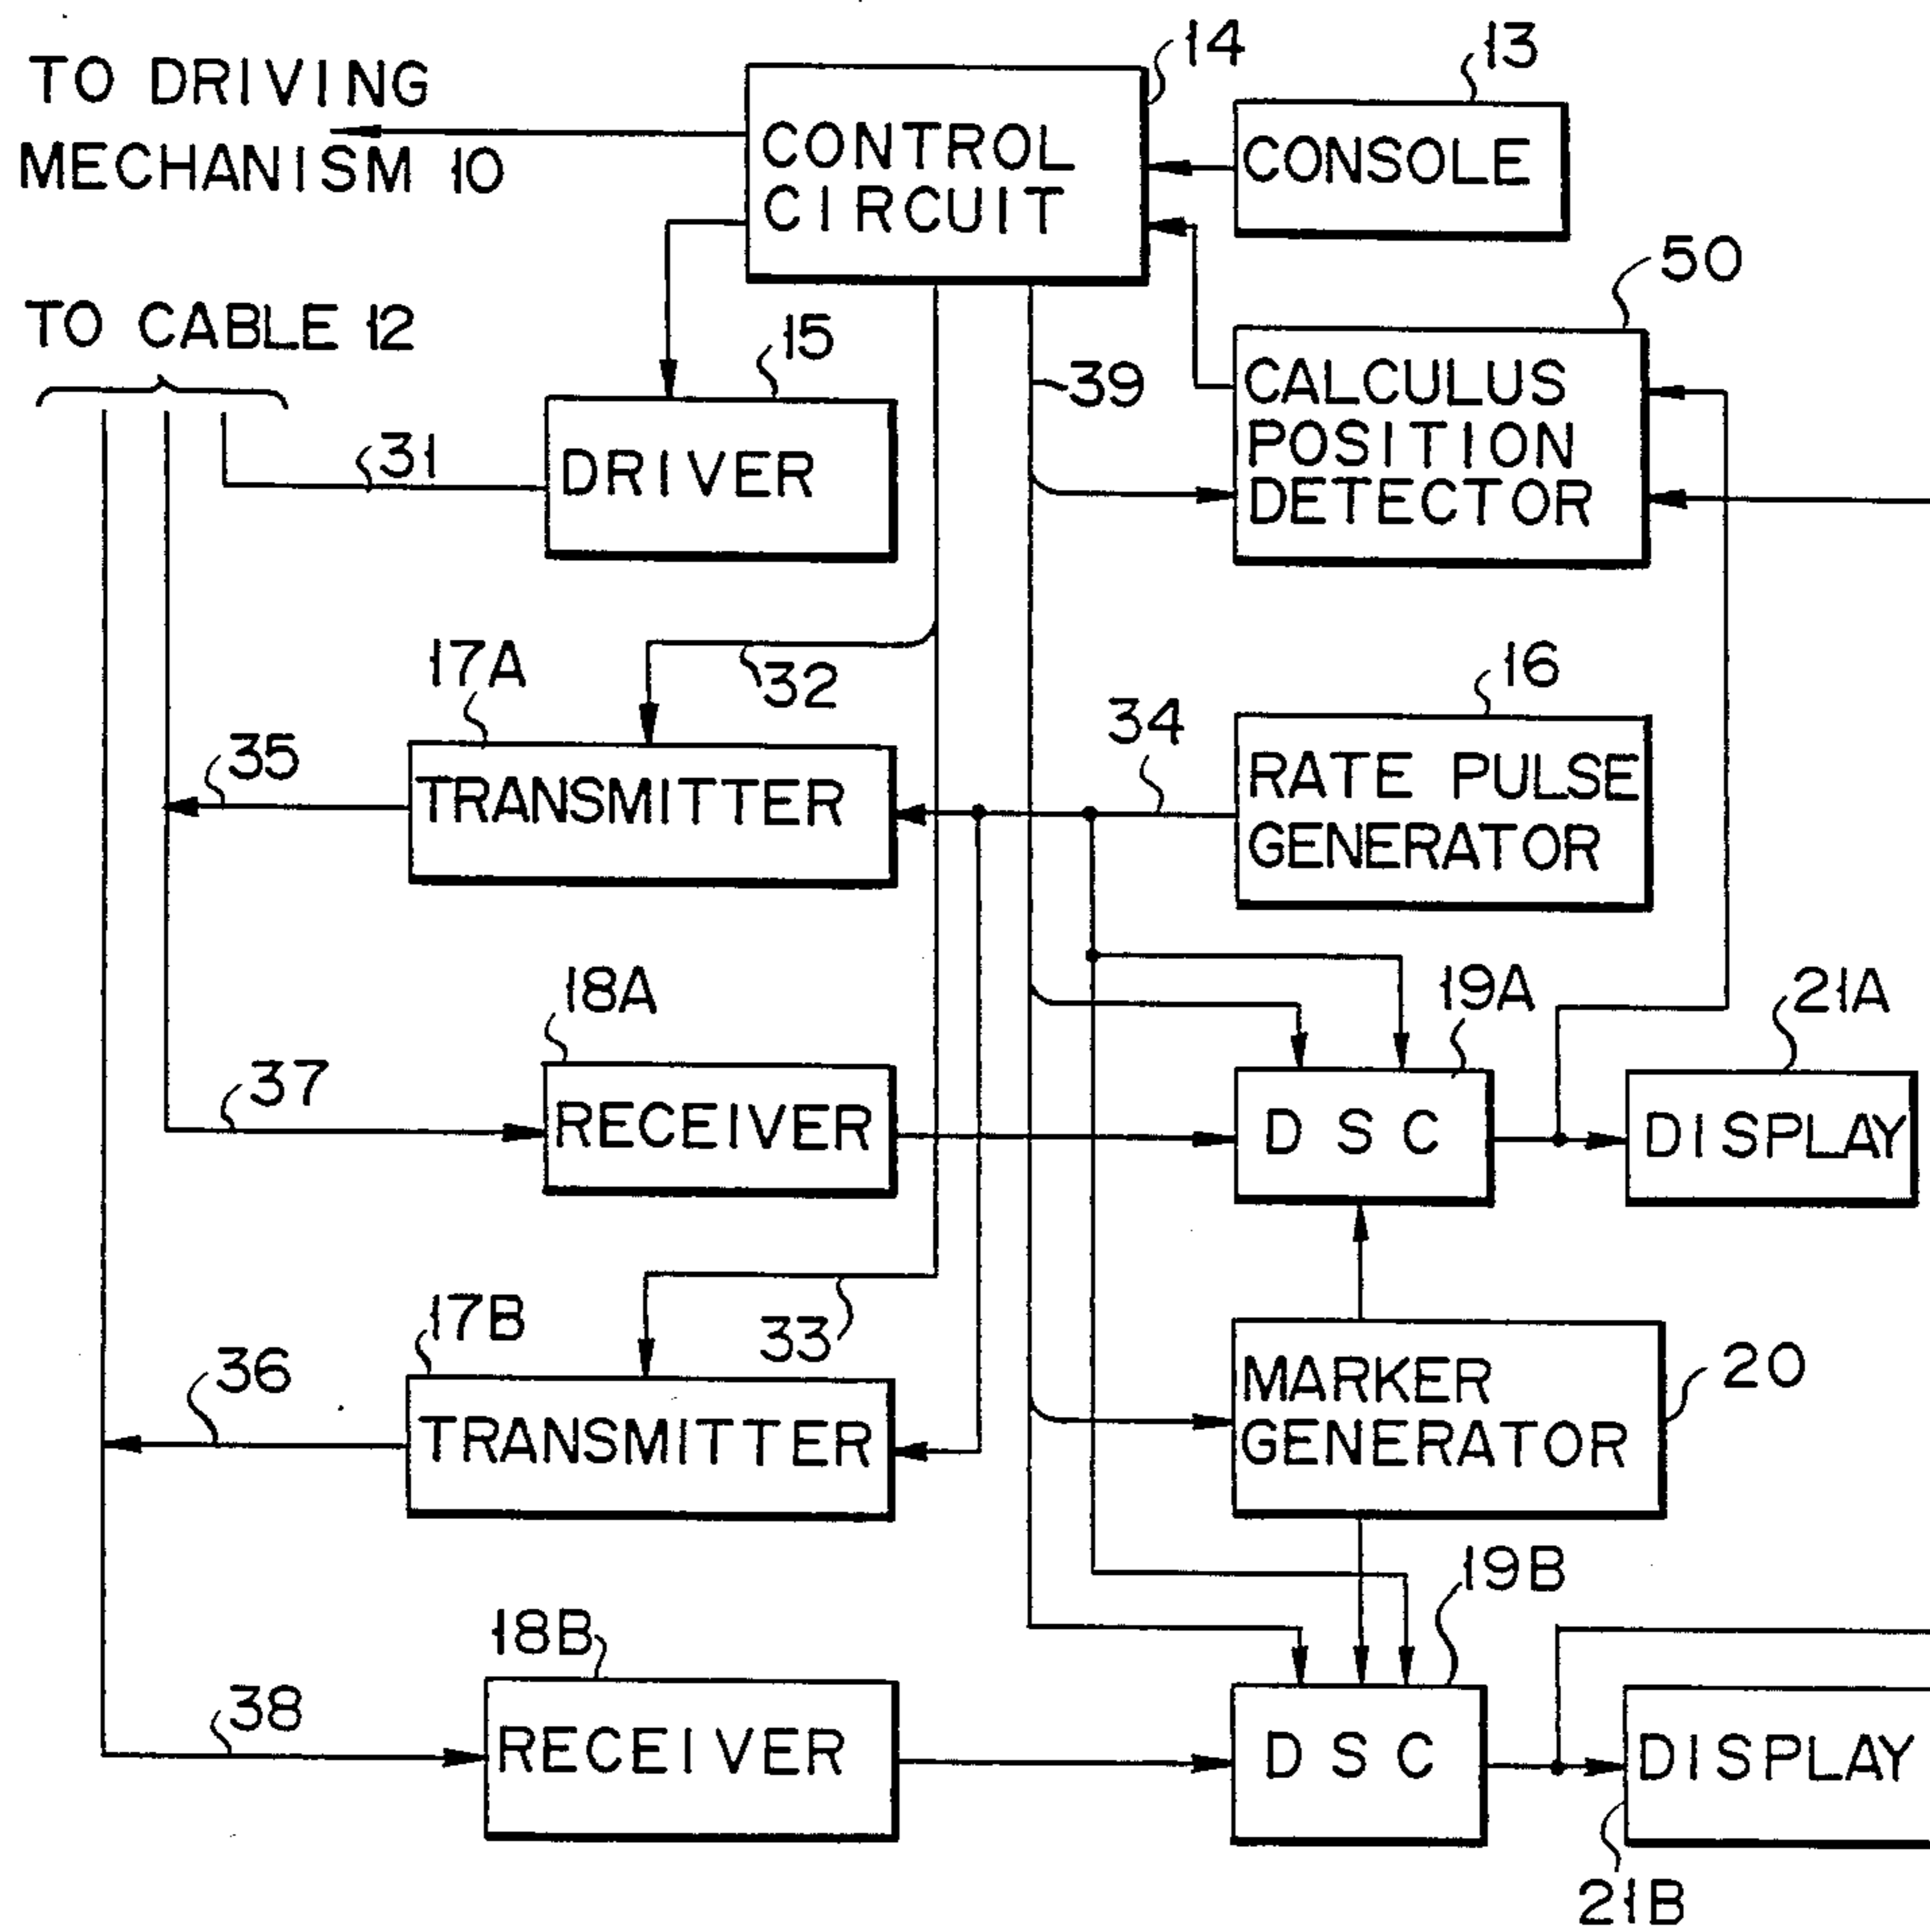 14
13
TO DRIVING
MECHANISM 10
CONTROL
CIRCUIT
CONSOLE
50
TO CABLE 12
15
39
CALCULUS
POSITION
DETECTOR
31
DRIVER
17A
32
16
34
35
TRANSMITTER
RATE PULSE
GENERATOR
18A
19A
21A
37
RECEIVER
D S C
DISPLAY
17B
33
20
36
MARKER
GENERATOR
TRANSMITTER
19B
18B
38
RECEIVER
D S C
DISPLAY
21B